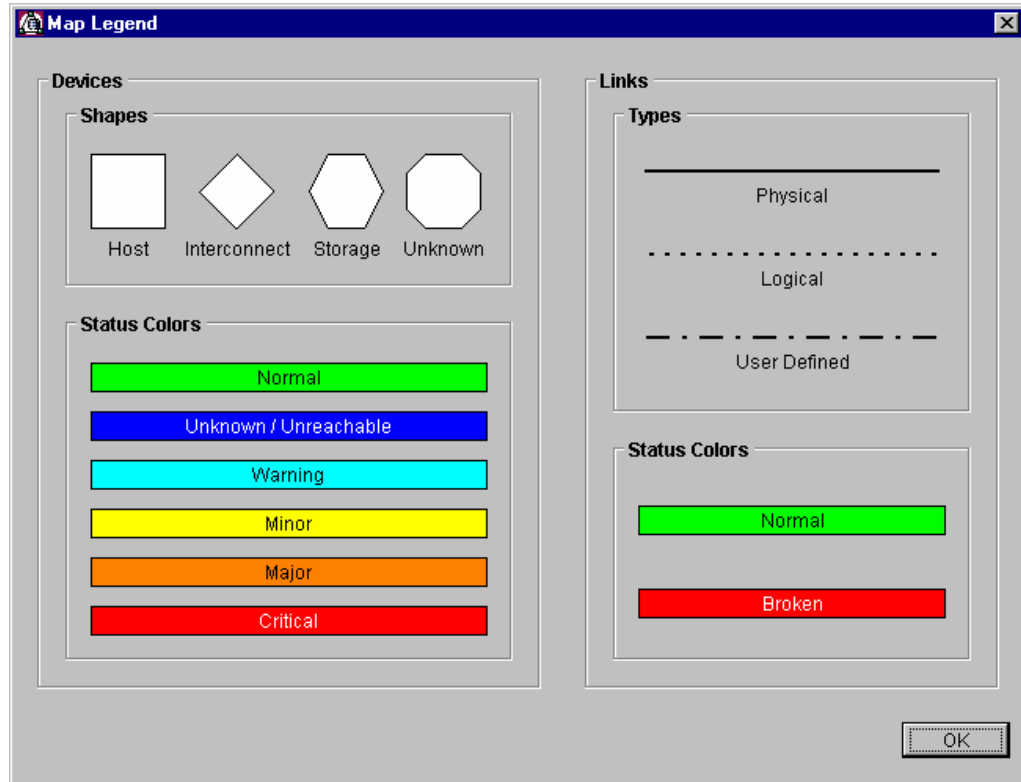 Map Legend
Devices
Shapes
Host Interconnect Storage Unknown
Status Colors
Normal
Unknown / Unreachable
Warning
Minor
Major
Critical
Links
Types
Physical
Logical
User Defined
Status Colors
Normal
Broken
OK